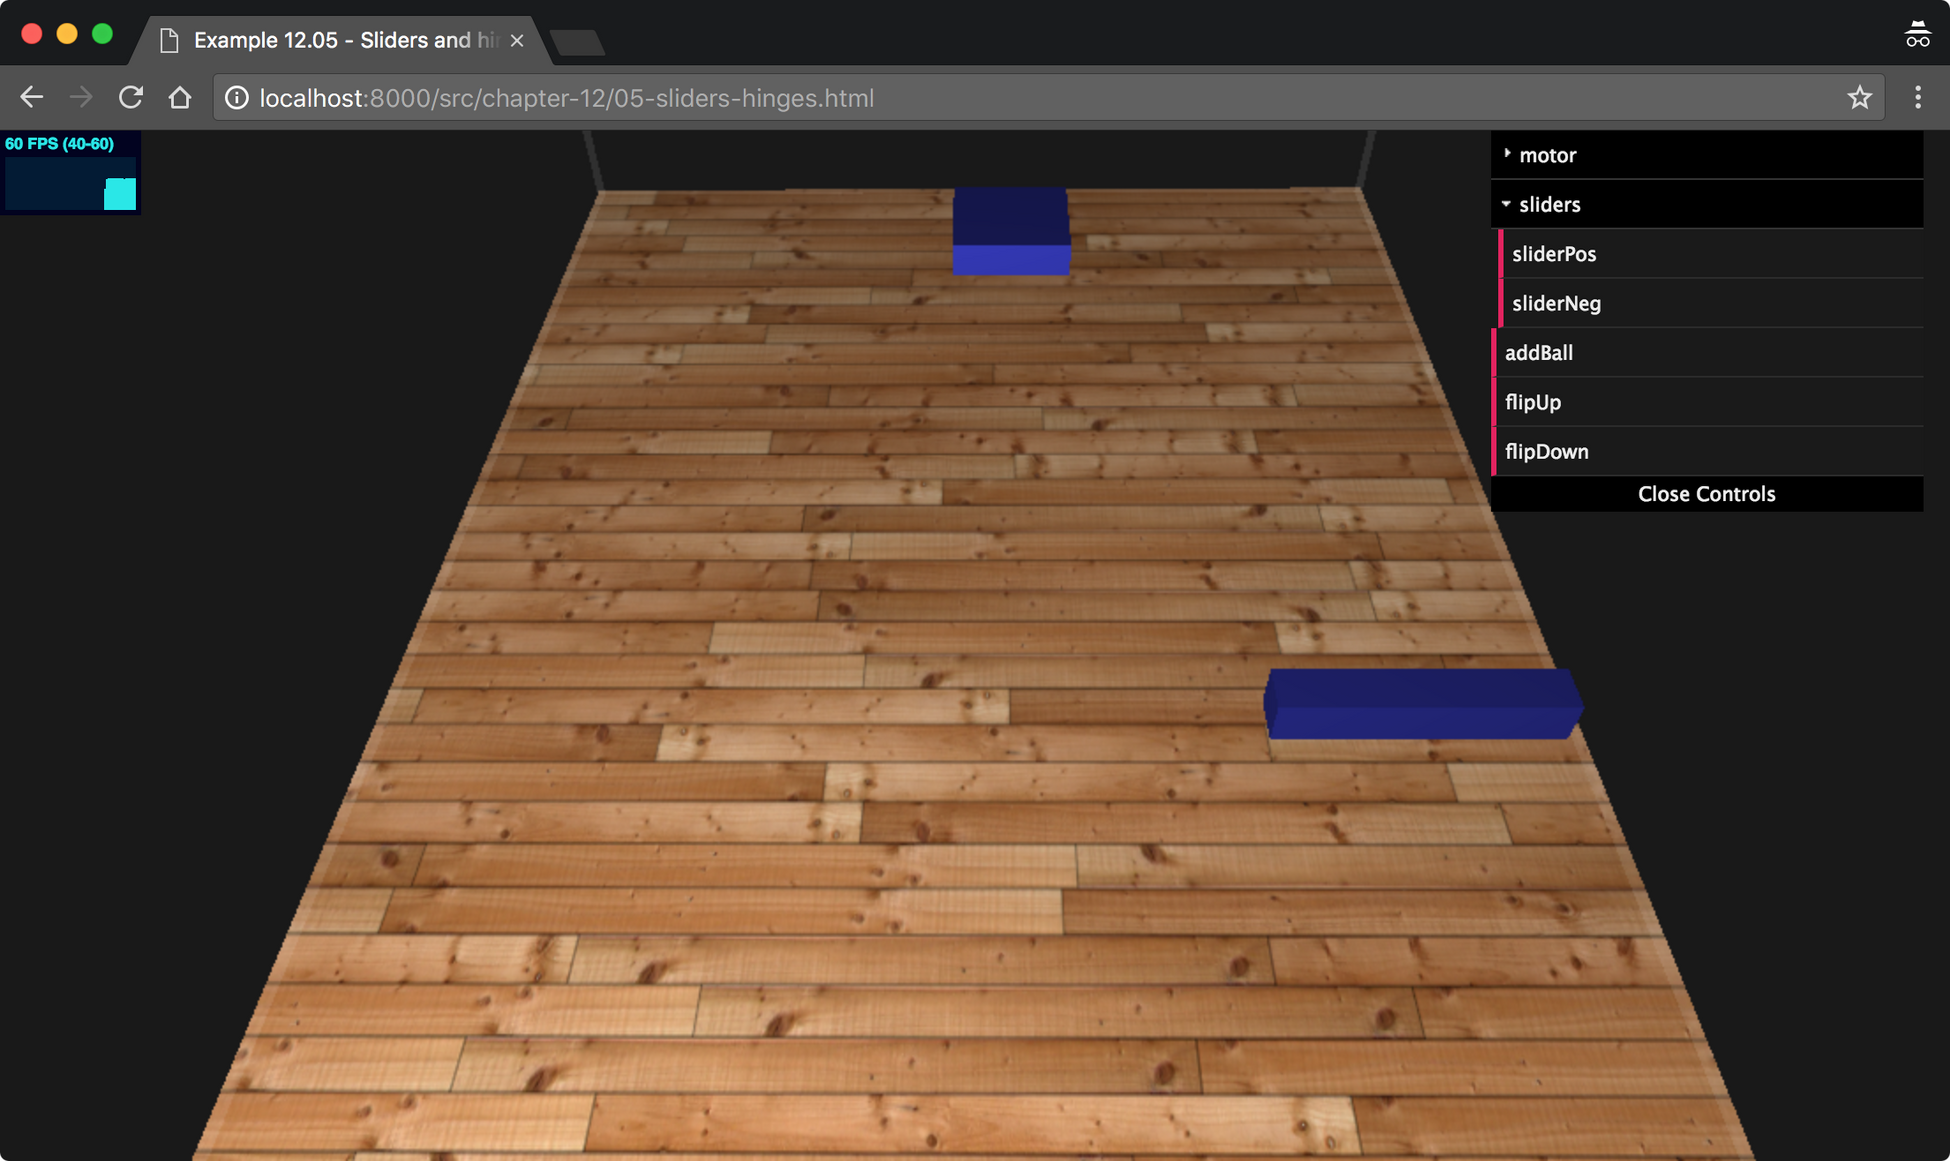 Example 12.05 - Sliders and hi
localhost:8000/src/chapter-12/05-sliders-hinges.html
60 FPS (40-60)
motor
sliders
sliderPos
sliderNeg
addBall
flipUp
flipDown
Close Controls